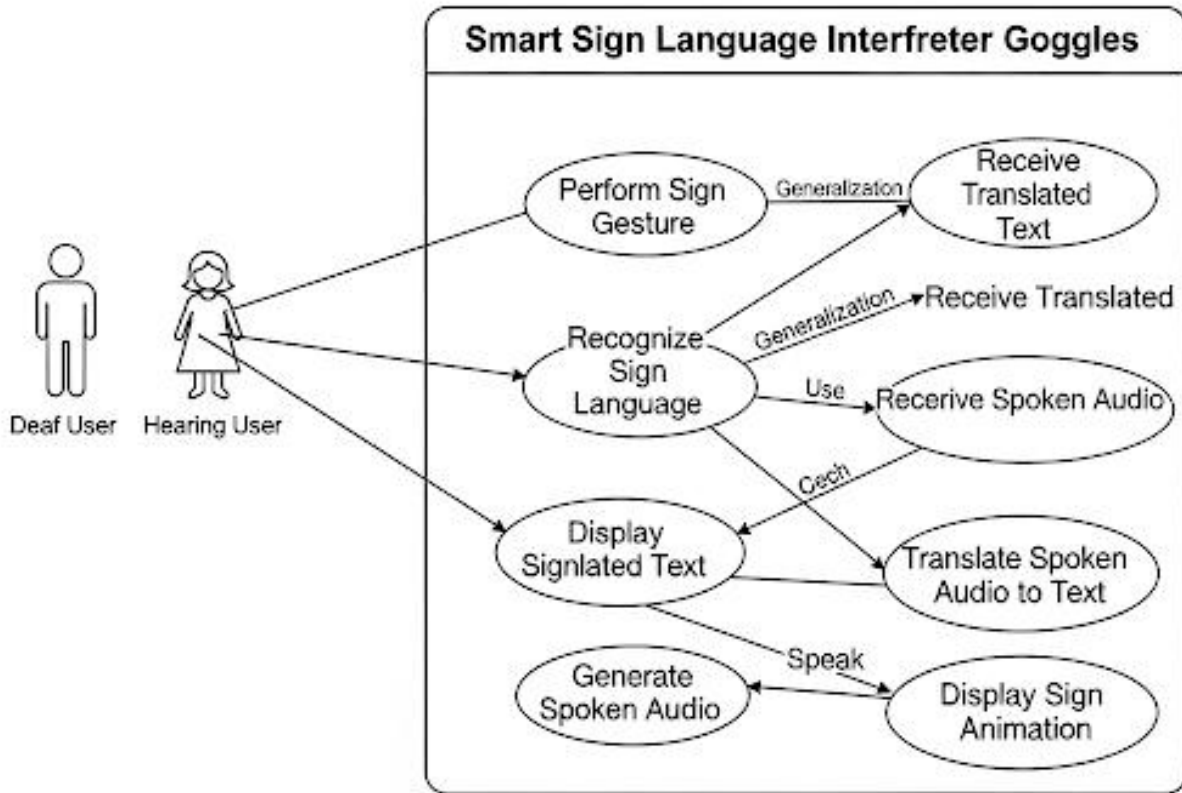 Smart Sign Language Interfreter Goggles
Perform Sign
Gesture
Generalization
Receive
Translated
Text
Recognize
Sign
Language
Generalization
Receive Translated
Use
Recerive Spoken Audio
Deaf User
Hearing User
Cech
Display
Signlated Text
Translate Spoken
Audio to Text
Speak
Generate
Spoken Audio
Display Sign
Animation